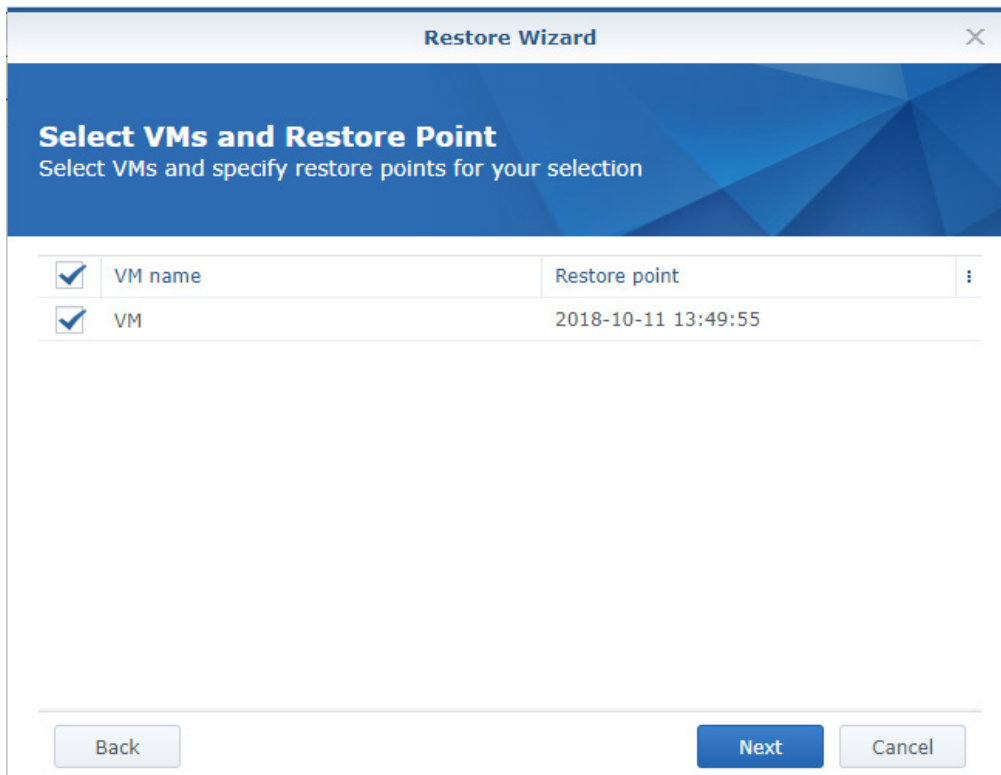 Restore Wizard
Select VMs and Restore Point
Select VMs and specify restore points for your selection
VM name Restore point
VM 2018-10-11 13:49:55
Back Next Cancel